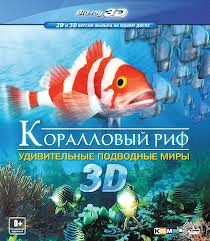 Blu-ray 3D
2D и 3D ВЕРСИИ ФИЛЬМА НА ОДНОМ ДИСКЕ
КОРАЛЛОВЫЙ РИФ
УДИВИТЕЛЬНЫЕ ПОДВОДНЫЕ МИРЫ
3D
0+